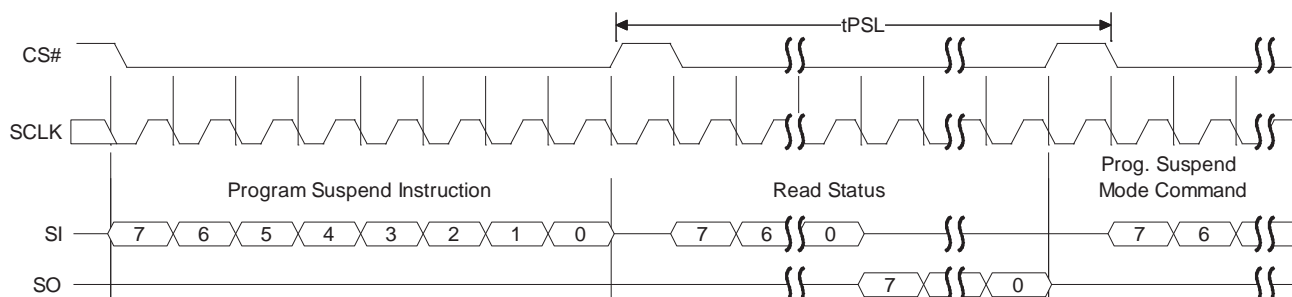 tPSL
CS#
SCLK
Program Suspend Instruction
Read Status
Prog. Suspend
Mode Command
SI 7 6 5 4 3 2 1 0 7 6 0 7 6
SO 7 0